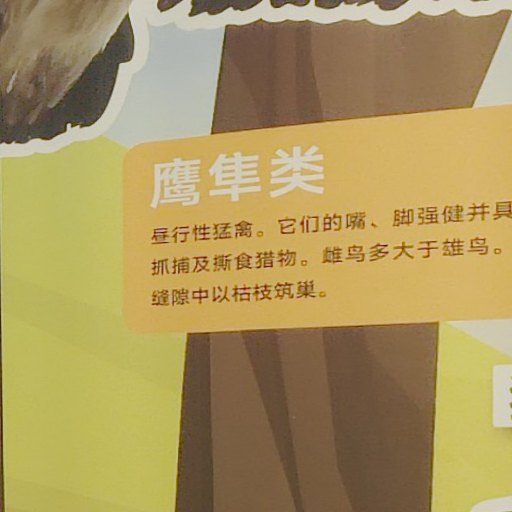 鹰隼类
昼行性猛禽。它们的嘴、脚强健并具
抓捕及撕食猎物。雌鸟多大于雄鸟。
缝隙中以枯枝筑巢。